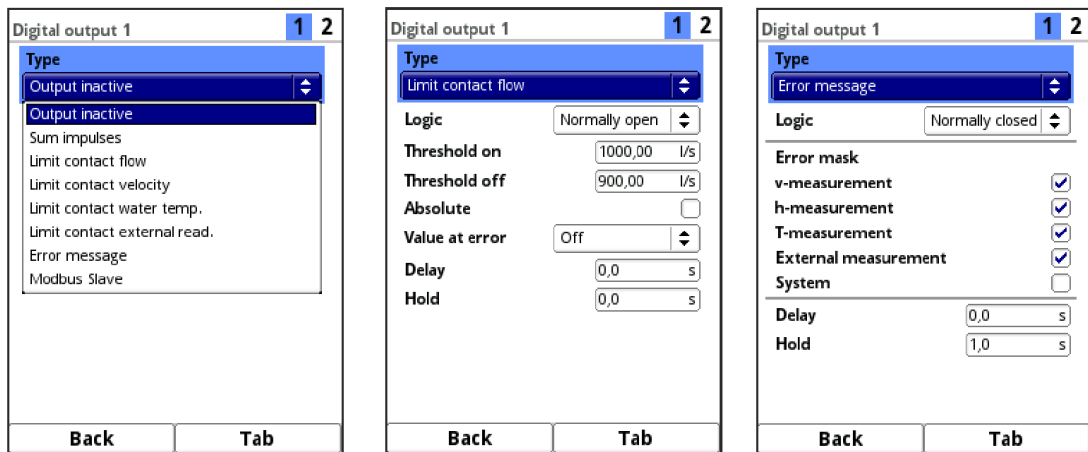 Digital output 1 1 2
Type
Output inactive
Output inactive
Sum impulses
Limit contact flow
Limit contact velocity
Limit contact water temp.
Limit contact external read.
Error message
Modbus Slave
Back Tab
Digital output 1 1 2
Type
Limit contact flow
Logic Normally open
Threshold on 1000,00 l/s
Threshold off 900,00 l/s
Absolute
Value at error Off
Delay 0,0 s
Hold 0,0 s
Back Tab
Digital output 1 1 2
Type
Error message
Logic Normally closed
Error mask
v-measurement
h-measurement
T-measurement
External measurement
System
Delay 0,0 s
Hold 1,0 s
Back Tab